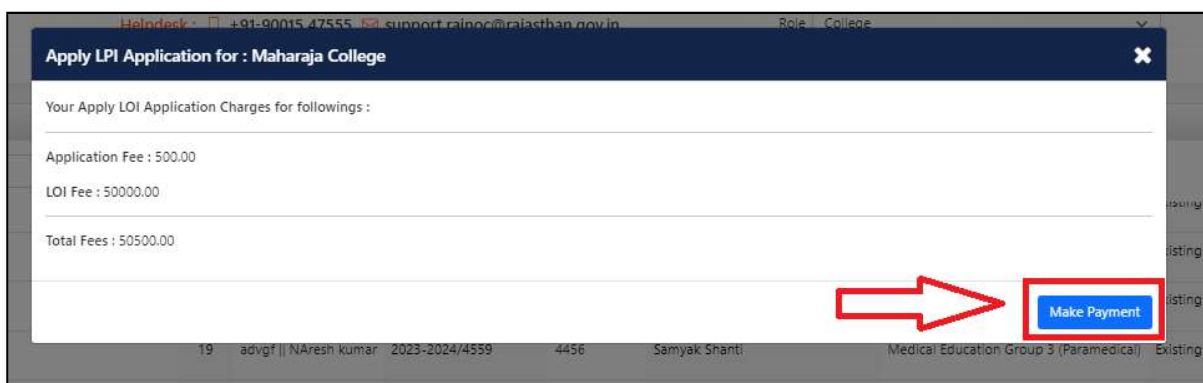 Helpdesk : +91-90015 47555 support.rajnoc@rajasthan.gov.in Role College
Apply LPI Application for : Maharaja College
Your Apply LOI Application Charges for followings :
Application Fee : 500.00
LOI Fee : 50000.00
Total Fees : 50500.00
Make Payment
19 advgf || NAresh kumar 2023-2024/4559 4456 Samyak Shanti Medical Education Group 3 (Paramedical) Existing